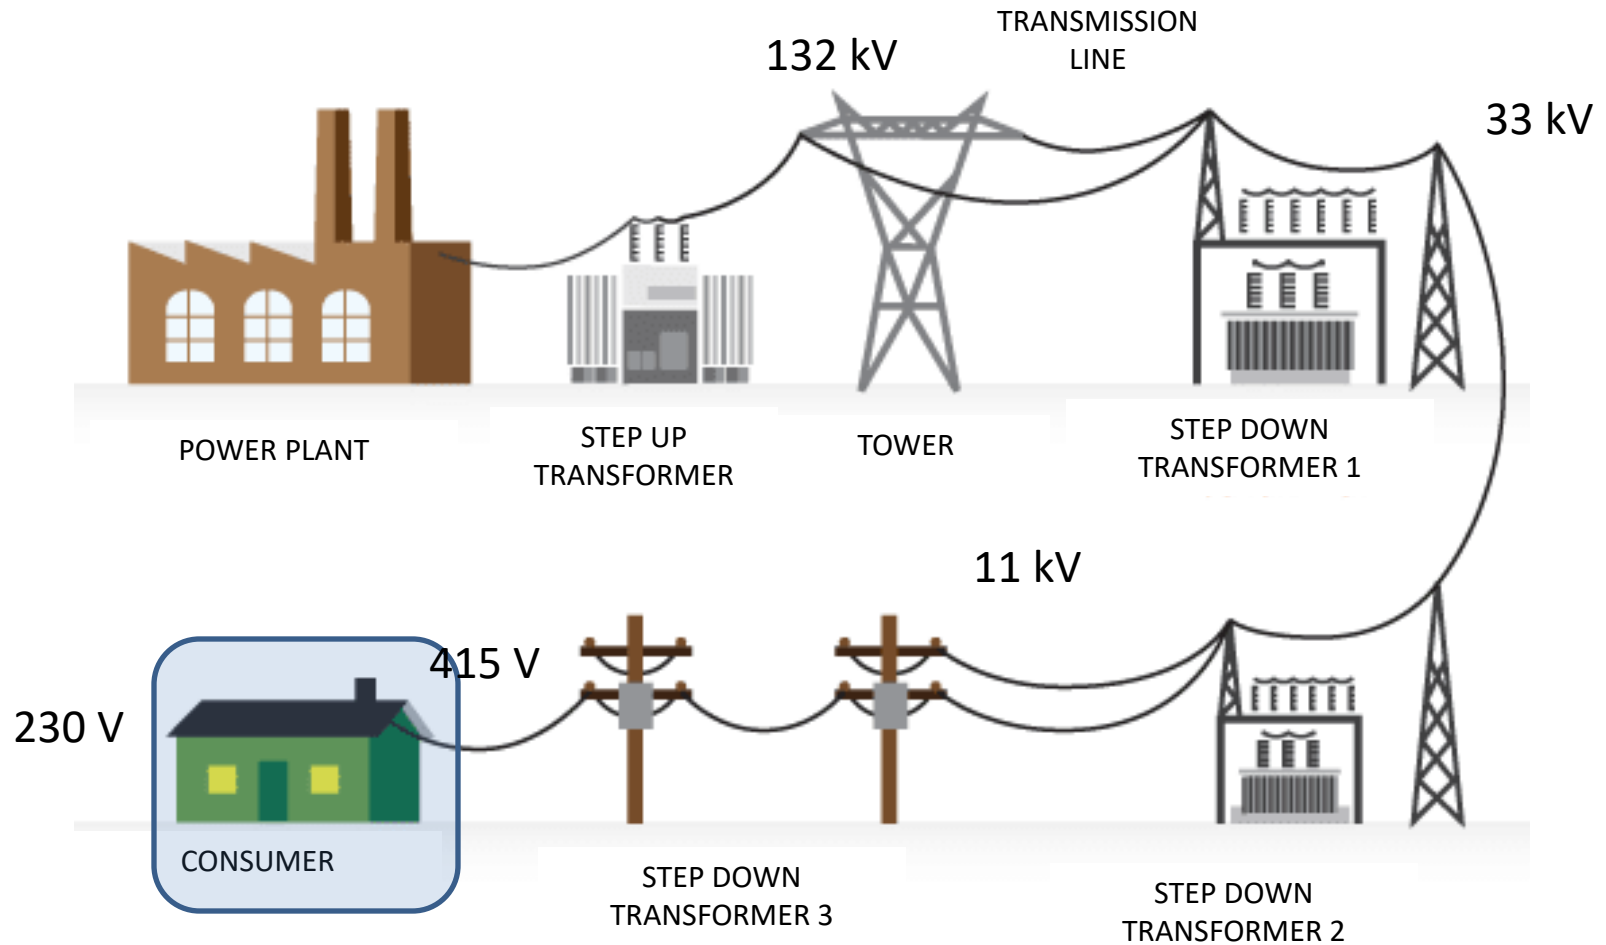 TRANSMISSION
LINE
132 kV
33 kV
POWER PLANT
STEP UP
TRANSFORMER
TOWER
STEP DOWN
TRANSFORMER 1
11 kV
415 V
230 V
CONSUMER
STEP DOWN
TRANSFORMER 3
STEP DOWN
TRANSFORMER 2